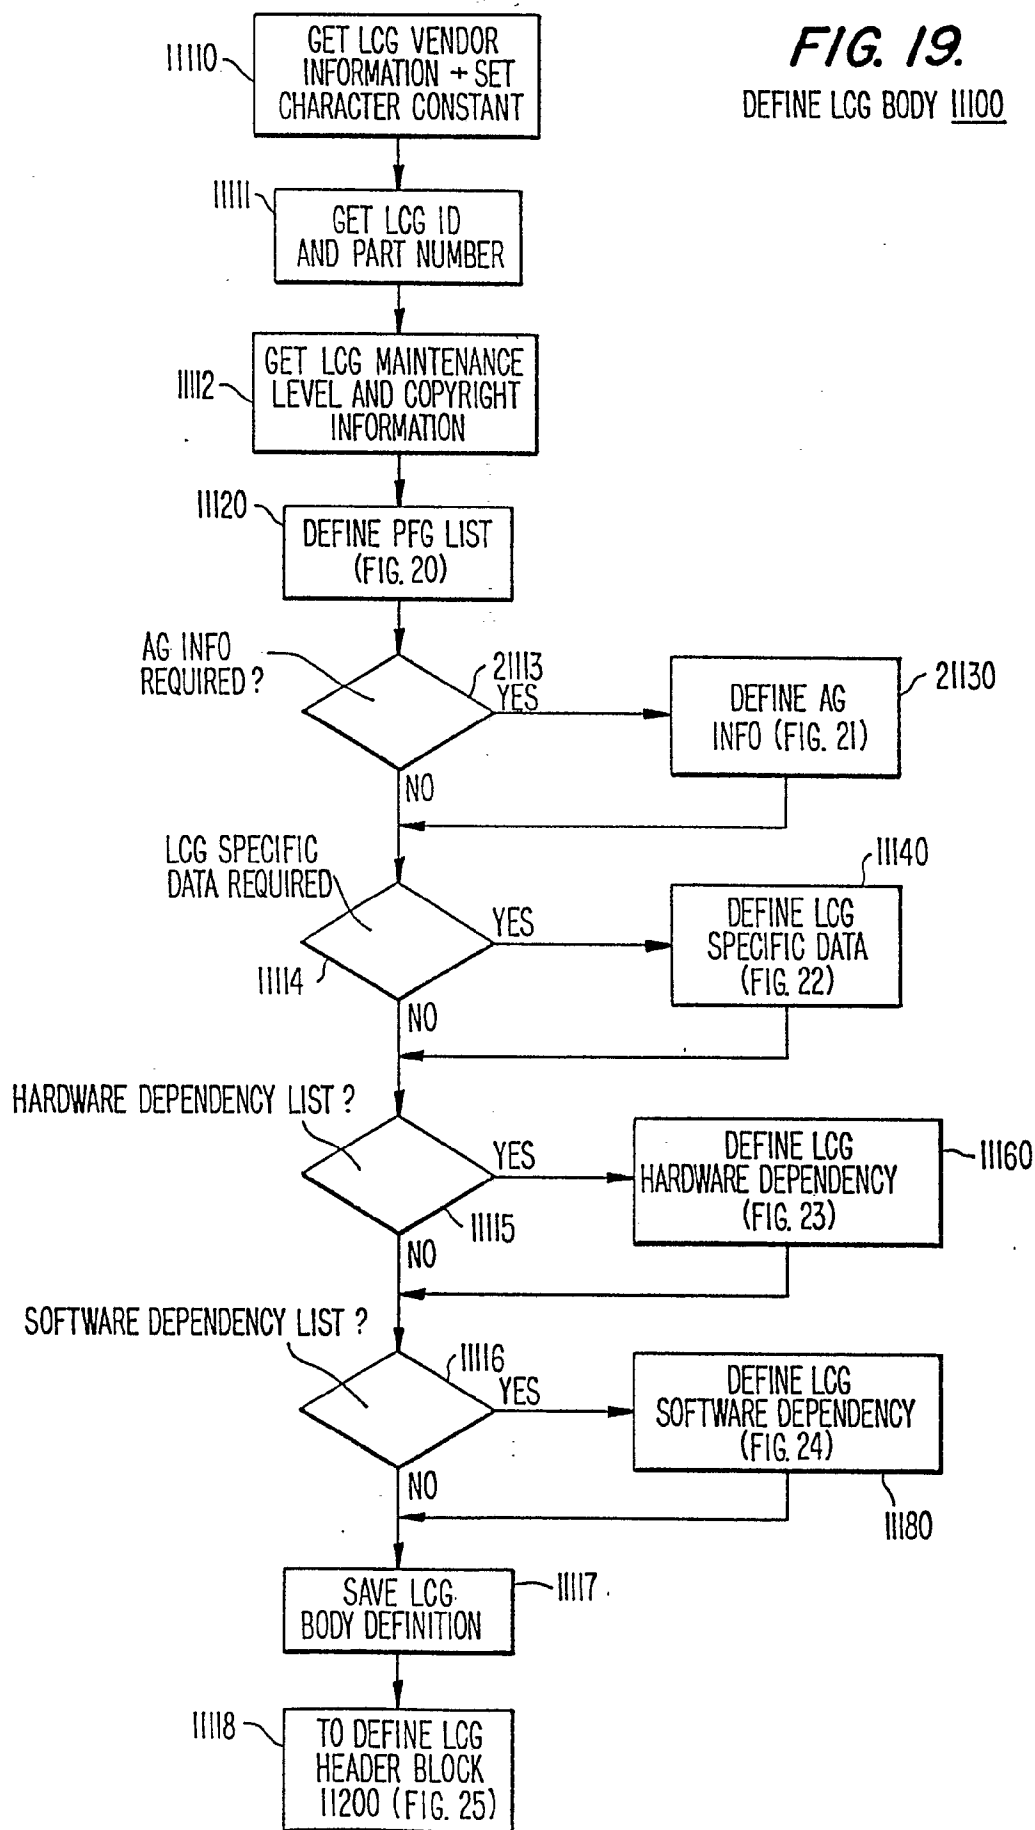 FIG. 19.
DEFINE LCG BODY 11100
11110
GET LCG VENDOR
INFORMATION + SET
CHARACTER CONSTANT
11111
GET LCG ID
AND PART NUMBER
11112
GET LCG MAINTENANCE
LEVEL AND COPYRIGHT
INFORMATION
11120
DEFINE PFG LIST
(FIG. 20)
AG INFO
REQUIRED ?
21113
YES
NO
21130
DEFINE AG
INFO (FIG. 21)
LCG SPECIFIC
DATA REQUIRED
11114
YES
NO
11140
DEFINE LCG
SPECIFIC DATA
(FIG. 22)
HARDWARE DEPENDENCY LIST ?
YES
11115
NO
DEFINE LCG
HARDWARE DEPENDENCY
(FIG. 23)
11160
SOFTWARE DEPENDENCY LIST ?
11116
YES
NO
DEFINE LCG
SOFTWARE DEPENDENCY
(FIG. 24)
11180
SAVE LCG
BODY DEFINITION
11117
11118
TO DEFINE LCG
HEADER BLOCK
11200 (FIG. 25)